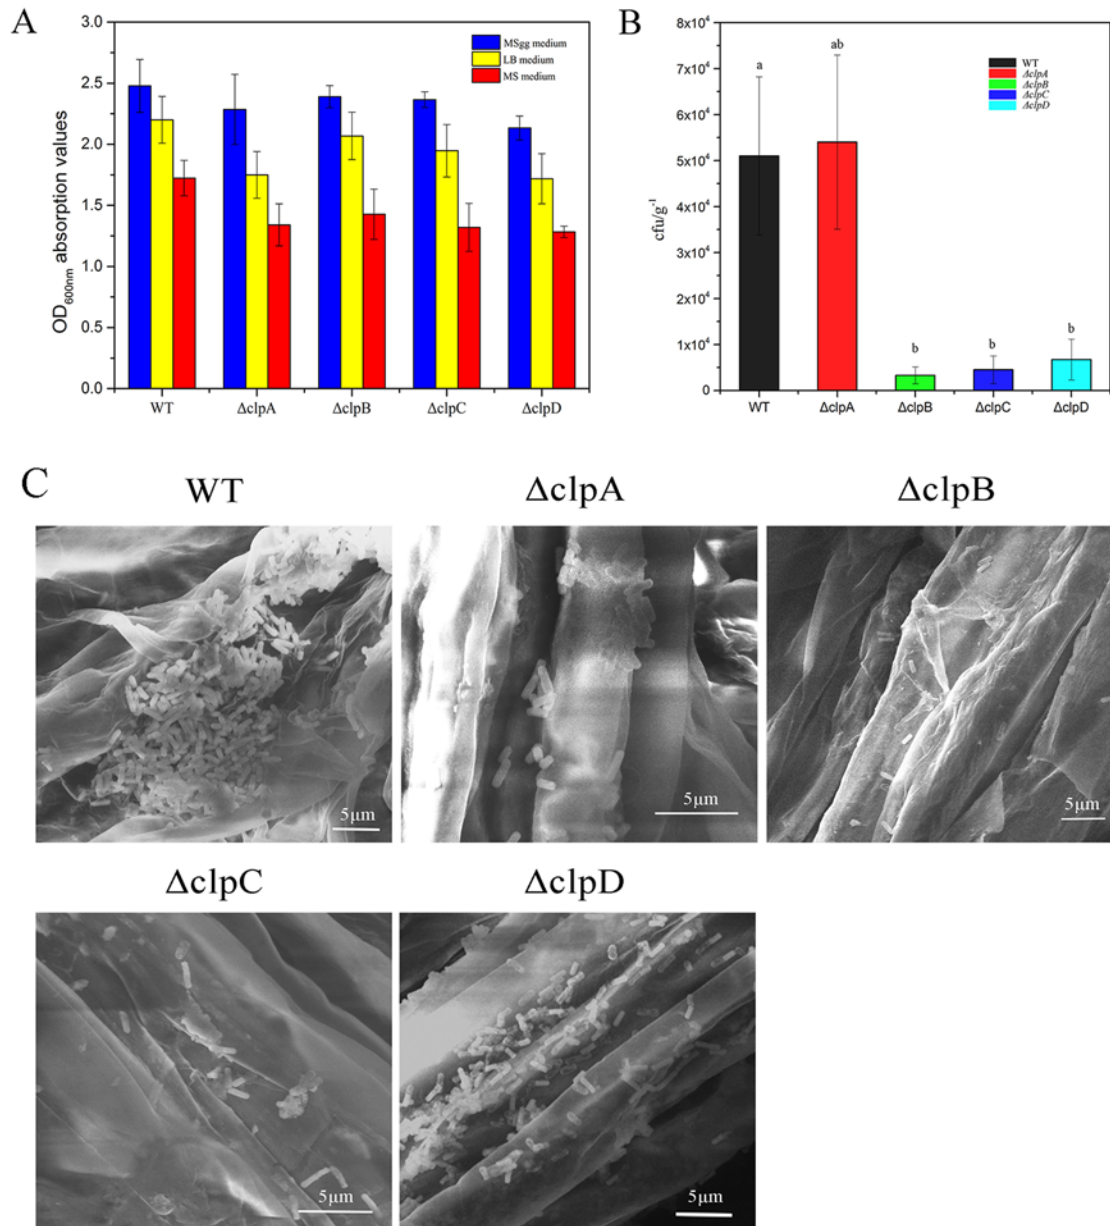 A
3.0
2.5
2.0
1.5
1.0
0.5
0.0
OD600nm absorption values
MSgg medium
LB medium
MS medium
WT
ΔclpA
ΔclpB
ΔclpC
ΔclpD
B
8x10⁴
7x10⁴
6x10⁴
5x10⁴
4x10⁴
3x10⁴
2x10⁴
1x10⁴
0
cfu/g⁻¹
a
ab
b
b
b
WT
ΔclpA
ΔclpB
ΔclpC
ΔclpD
WT
ΔclpA
ΔclpB
ΔclpC
ΔclpD
C
WT
ΔclpA
ΔclpB
5μm
5μm
5μm
ΔclpC
ΔclpD
5μm
5μm